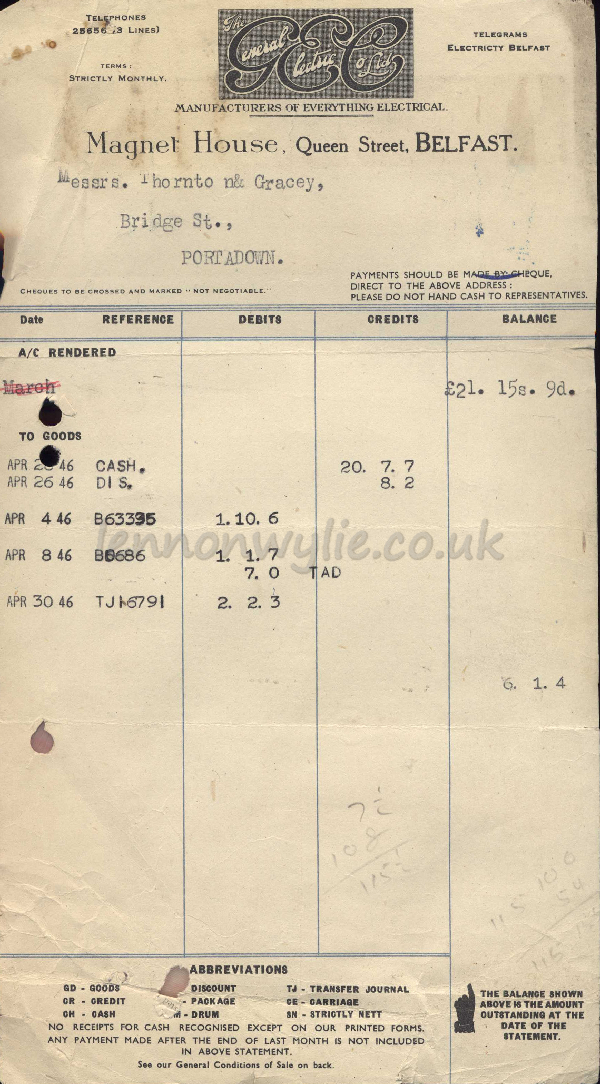 TELEPHONES
25656 (3 LINES)
TERMS:
STRICTLY MONTHLY.
The General Electric Co Ltd.
GEC
TELEGRAMS
ELECTRICTY BELFAST
MANUFACTURERS OF EVERYTHING ELECTRICAL.
Magnet House, Queen Street, BELFAST.
Messrs. Thornto n& Gracey,
Bridge St.,
PORTADOWN.
PAYMENTS SHOULD BE MADE BY CHEQUE,
DIRECT TO THE ABOVE ADDRESS:
PLEASE DO NOT HAND CASH TO REPRESENTATIVES.
CHEQUES TO BE CROSSED AND MARKED "NOT NEGOTIABLE."
Date REFERENCE DEBITS CREDITS BALANCE
A/C RENDERED
March £21. 15s. 9d.
TO GOODS
APR 46 CASH. 20. 7. 7
APR 26 46 DIS. 8. 2
APR 4 46 B63395 1. 10. 6
lennonwylie.co.uk
APR 8 46 1. 1. 7
7. 0 TAD
APR 30 46 TJ16791 2. 2. 3
6. 1. 4
7½
108
115½
100
115
ABBREVIATIONS
GD - GOODS DISCOUNT TJ - TRANSFER JOURNAL
CR - CREDIT - PACKAGE CE - CARRIAGE
CH - CASH - DRUM SN - STRICTLY NETT
NO RECEIPTS FOR CASH RECOGNISED EXCEPT ON OUR PRINTED FORMS.
ANY PAYMENT MADE AFTER THE END OF LAST MONTH IS NOT INCLUDED
IN ABOVE STATEMENT.
See our General Conditions of Sale on back.
THE BALANCE SHOWN
ABOVE IS THE AMOUNT
OUTSTANDING AT THE
DATE OF THE
STATEMENT.